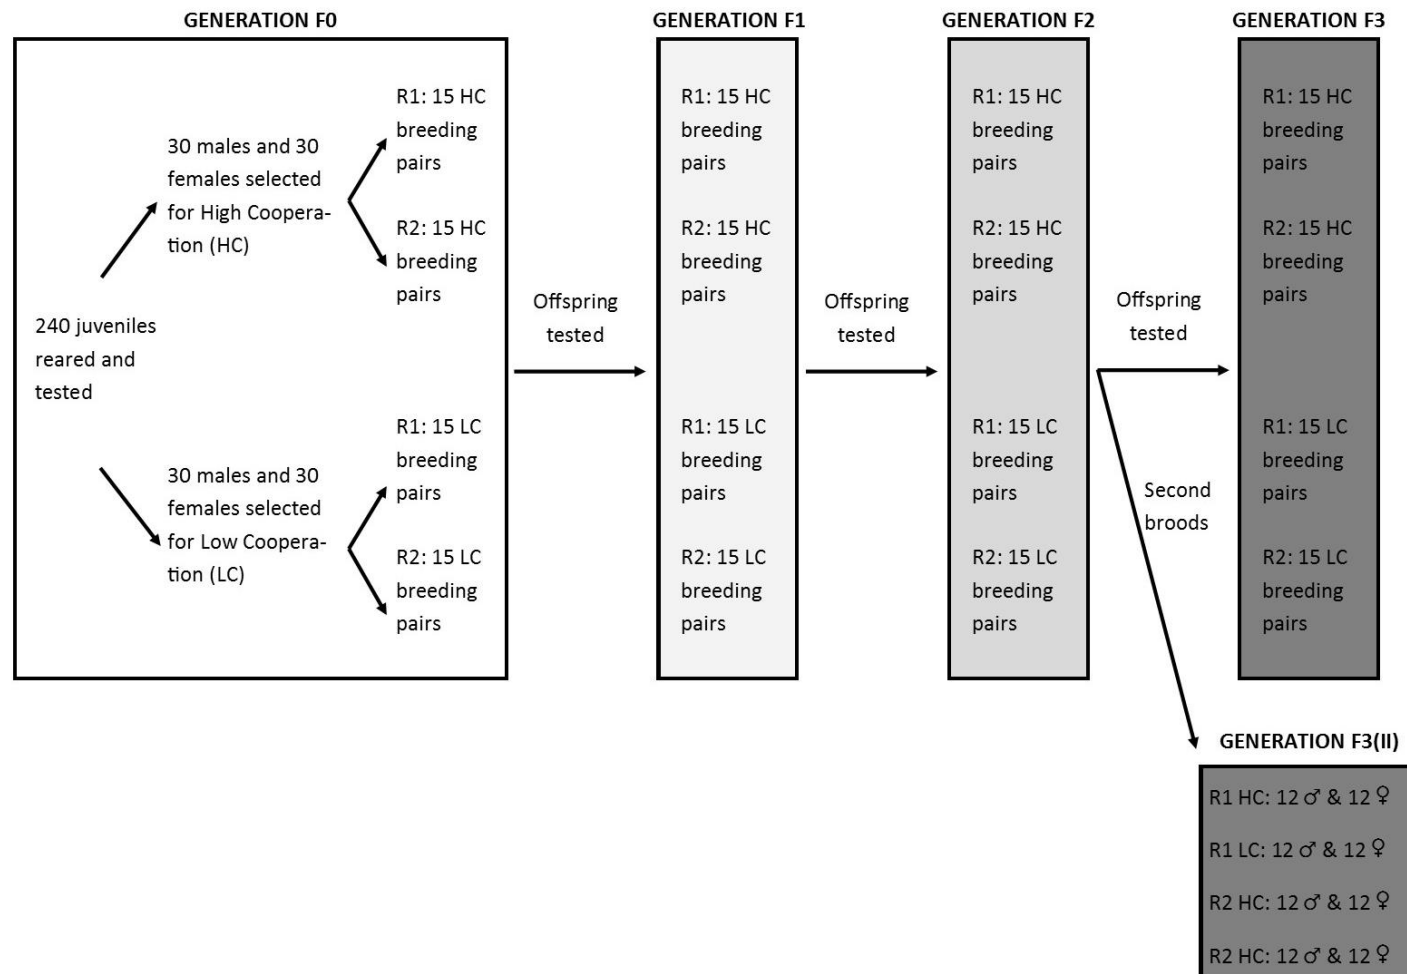 GENERATION F0
240 juveniles
reared and
tested
30 males and 30
females selected
for High Coopera-
tion (HC)
30 males and 30
females selected
for Low Coopera-
tion (LC)
R1: 15 HC
breeding
pairs
R2: 15 HC
breeding
pairs
R1: 15 LC
breeding
pairs
R2: 15 LC
breeding
pairs
Offspring
tested
GENERATION F1
R1: 15 HC
breeding
pairs
R2: 15 HC
breeding
pairs
R1: 15 LC
breeding
pairs
R2: 15 LC
breeding
pairs
Offspring
tested
GENERATION F2
R1: 15 HC
breeding
pairs
R2: 15 HC
breeding
pairs
R1: 15 LC
breeding
pairs
R2: 15 LC
breeding
pairs
Offspring
tested
Second
broods
GENERATION F3
R1: 15 HC
breeding
pairs
R2: 15 HC
breeding
pairs
R1: 15 LC
breeding
pairs
R2: 15 LC
breeding
pairs
GENERATION F3(II)
R1 HC: 12 ♂ & 12 ♀
R1 LC: 12 ♂ & 12 ♀
R2 HC: 12 ♂ & 12 ♀
R2 HC: 12 ♂ & 12 ♀